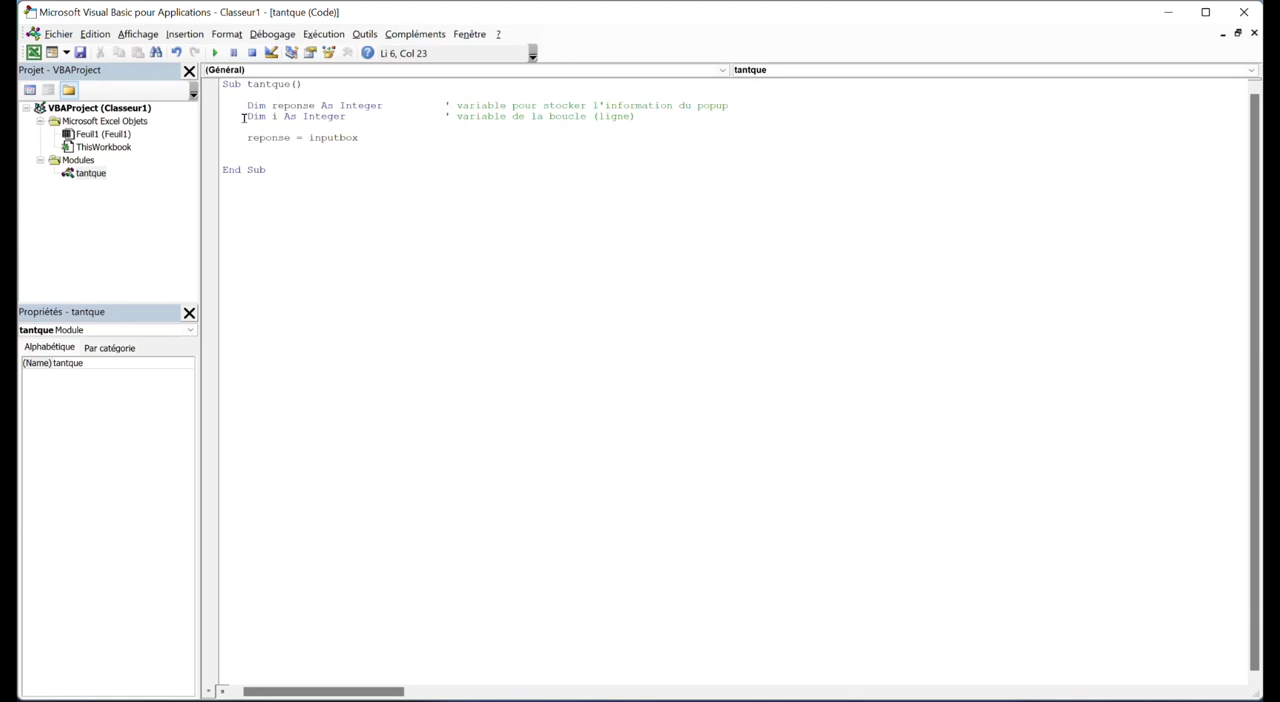 Microsoft Visual Basic pour Applications - Classeur1 - [tantque (Code)]
Fichier Edition Affichage Insertion Format Débogage Exécution Outils Compléments Fenêtre ?
Li 6, Col 23
Projet - VBAProject
(Général) tantque
VBAProject (Classeur1)
Microsoft Excel Objets
Feuil1 (Feuil1)
ThisWorkbook
Modules
tantque
Sub tantque()
Dim reponse As Integer ' variable pour stocker l'information du popup
Dim i As Integer ' variable de la boucle (ligne)
reponse = inputbox
End Sub
Propriétés - tantque
tantque Module
Alphabétique Par catégorie
(Name) tantque